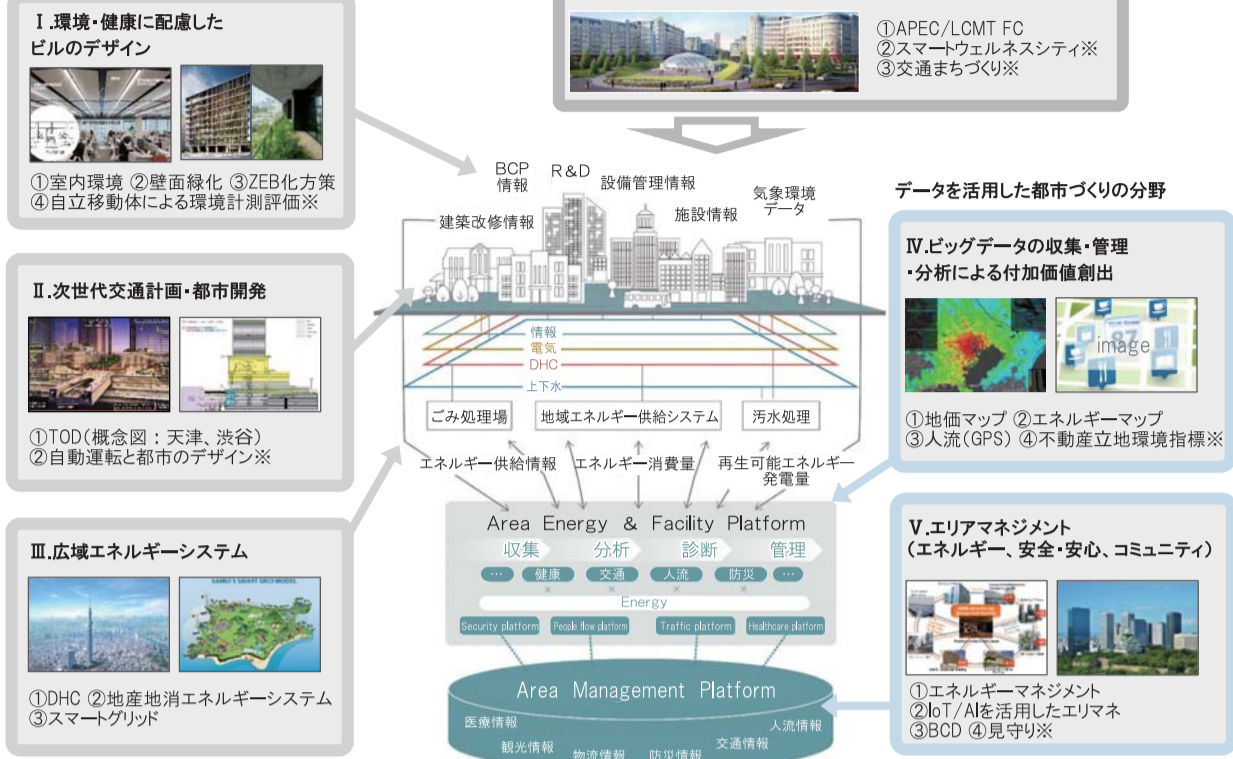 Ⅰ.環境・健康に配慮した
ビルのデザイン
①室内環境 ②壁面緑化 ③ZEB化方策
④自立移動体による環境計測評価※
①APEC/LCMT FC
②スマートウェルネスシティ※
③交通まちづくり※
Ⅱ.次世代交通計画・都市開発
①TOD(概念図：天津、渋谷)
②自動運転と都市のデザイン※
Ⅲ.広域エネルギーシステム
①DHC ②地産地消エネルギーシステム
③スマートグリッド
BCP
情報
R&D
設備管理情報
気象環境
データ
建築改修情報
施設情報
情報
電気
DHC
上下水
ごみ処理場
地域エネルギー供給システム
汚水処理
エネルギー供給情報
エネルギー消費量
再生可能エネルギー
発電量
Area Energy & Facility Platform
収集 分析 診断 管理
… 健康 交通 人流 防災 …
× × × ×
Energy
Security platform People flow platform Traffic platform Healthcare platform
Area Management Platform
医療情報
観光情報
物流情報
防災情報
交通情報
人流情報
データを活用した都市づくりの分野
Ⅳ.ビッグデータの収集・管理
・分析による付加価値創出
87
image
①地価マップ ②エネルギーマップ
③人流(GPS) ④不動産立地環境指標※
Ⅴ.エリアマネジメント
(エネルギー、安全・安心、コミュニティ)
①エネルギーマネジメント
②IoT/AIを活用したエリマネ
③BCD ④見守り※